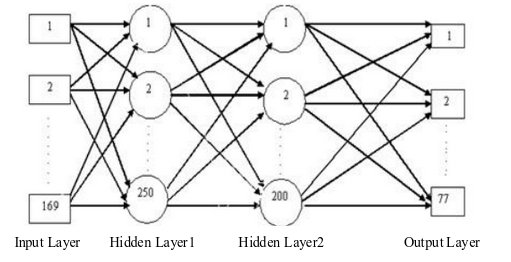 1 1 1 1
2 2 2 2
169 250 200 77
Input Layer Hidden Layer1 Hidden Layer2 Output Layer